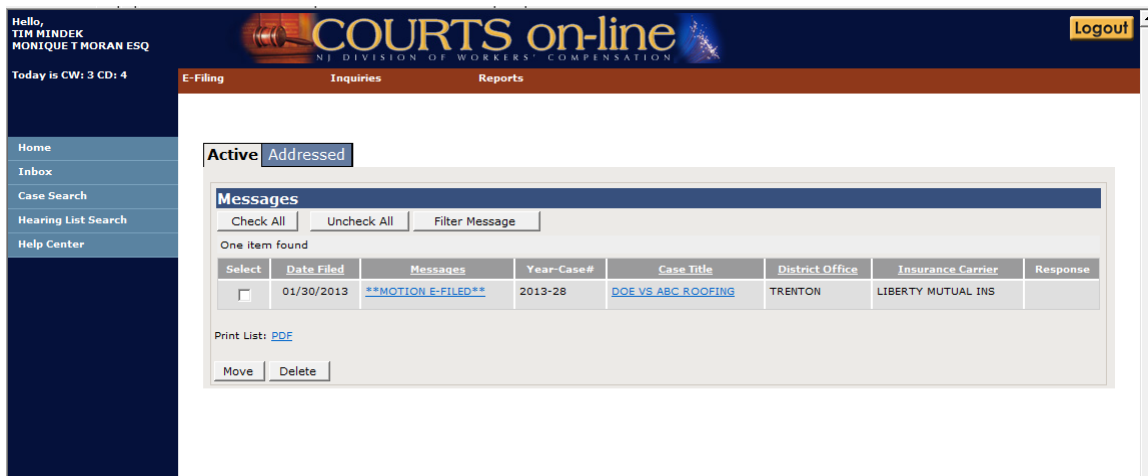 Hello,
TIM MINDEK
MONIQUE T MORAN ESQ
COURTS on-line
NJ DIVISION OF WORKERS' COMPENSATION
Logout
Today is CW: 3 CD: 4
E-Filing Inquiries Reports
Home
Inbox
Case Search
Hearing List Search
Help Center
Active Addressed
Messages
Check All Uncheck All Filter Message
One item found
Select Date Filed Messages Year-Case# Case Title District Office Insurance Carrier Response
01/30/2013 **MOTION E-FILED** 2013-28 DOE VS ABC ROOFING TRENTON LIBERTY MUTUAL INS
Print List: PDF
Move Delete